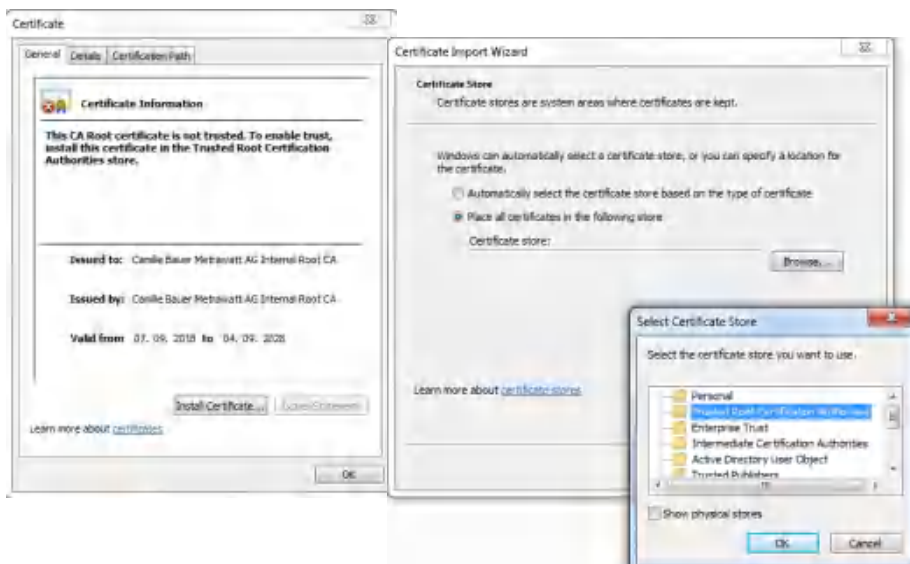 Certificate
General Details Certification Path
Certificate Information
This CA Root certificate is not trusted. To enable trust,
install this certificate in the Trusted Root Certification
Authorities store.
Issued to: Camille Bauer Metrawatt AG Internal Root CA
Issued by: Camille Bauer Metrawatt AG Internal Root CA
Valid from 07. 09. 2018 to 04. 09. 2028
Install Certificate... Issuer Statement
Learn more about certificates
OK
Certificate Import Wizard
Certificate Store
Certificate stores are system areas where certificates are kept.
Windows can automatically select a certificate store, or you can specify a location for
the certificate.
Automatically select the certificate store based on the type of certificate
Place all certificates in the following store
Certificate store:
Browse...
Learn more about certificate stores
Select Certificate Store
Select the certificate store you want to use.
Personal
Trusted Root Certification Authorities
Enterprise Trust
Intermediate Certification Authorities
Active Directory User Object
Trusted Publishers
Show physical stores
OK Cancel